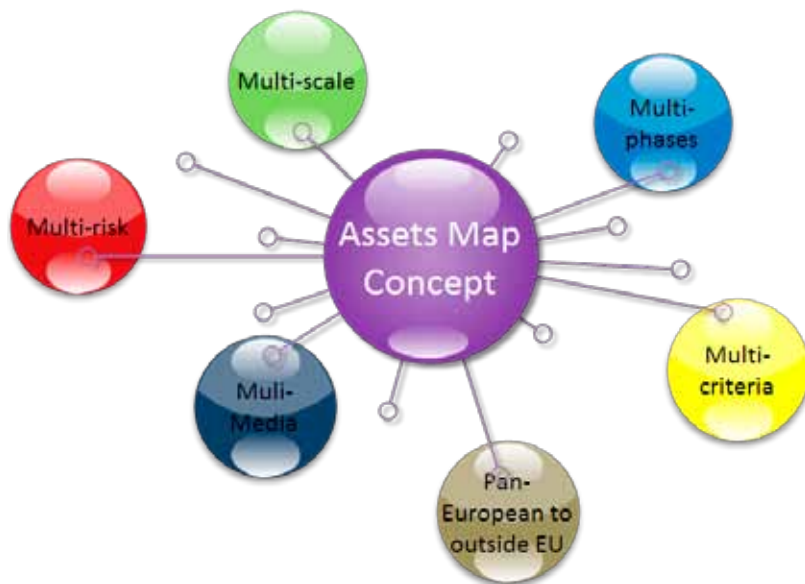 Multi-scale
Multi-
phases
Multi-risk
Assets Map
Concept
Multi-
criteria
Muli-
Media
Pan-
European to
outside EU